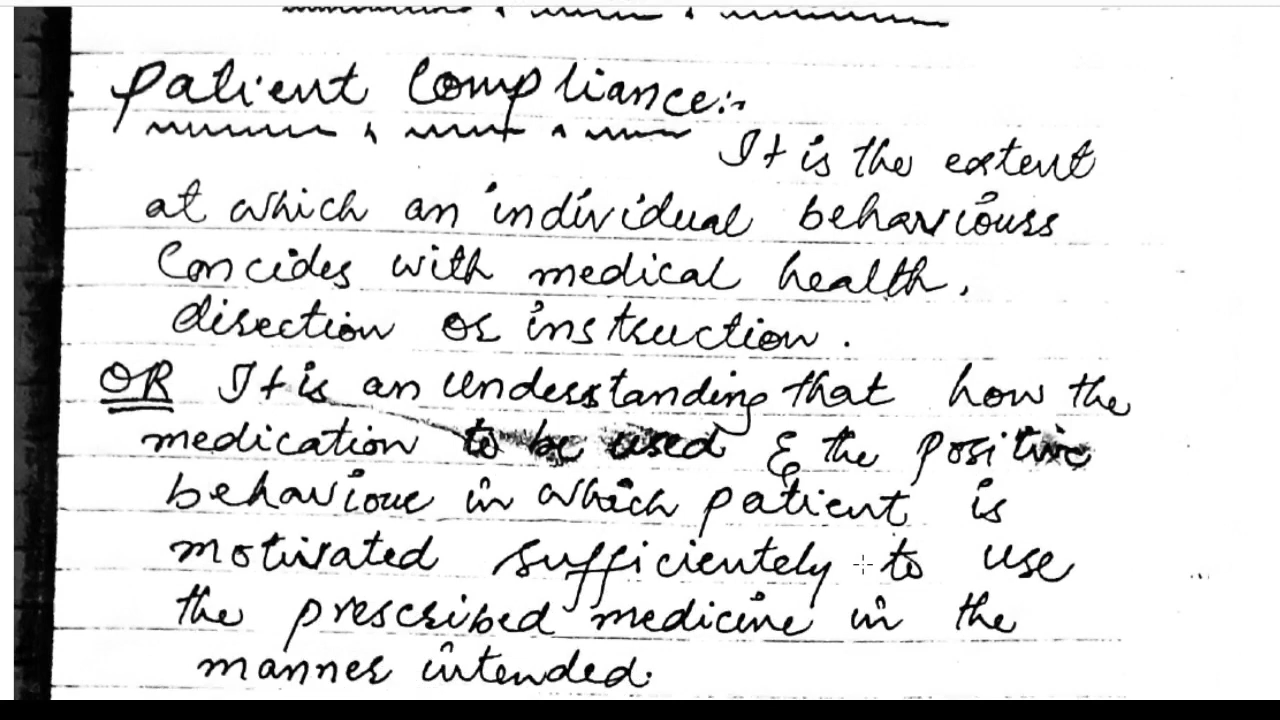 Patient Compliance:-
It is the extent
at which an individual behaviours
Concides with medical health.
direction or instruction.
OR It is an understanding that how the
medication to be used & the positive
behaviour in which patient is
motivated sufficientely to use
the prescribed medicine in the
manner intended.